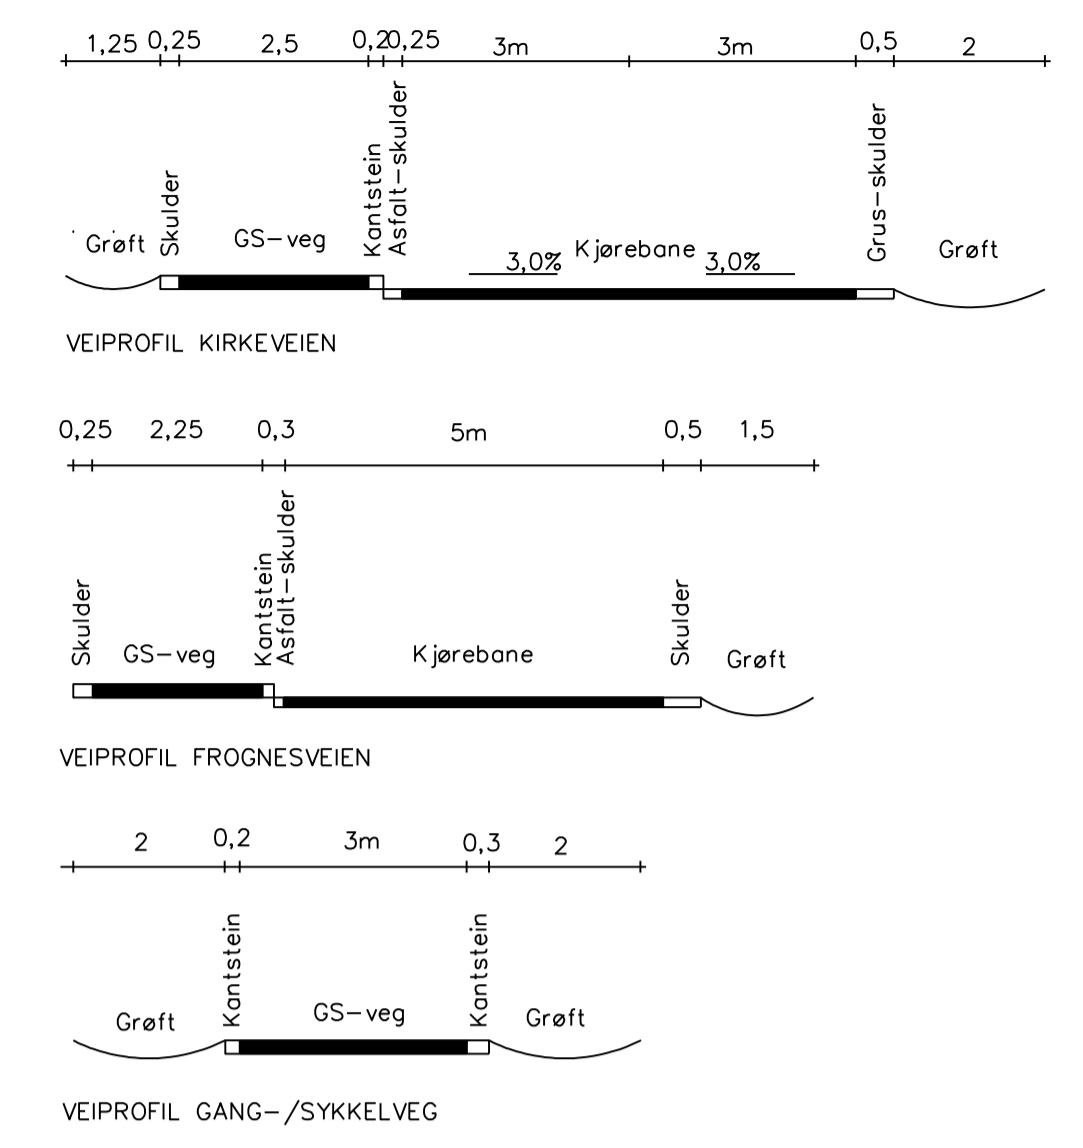 1,25 0,25 2,5 0,2 0,25 3m 3m 0,5 2
Grøft Skulder GS-veg Kantstein Asfalt-skulder 3,0% Kjørebane 3,0% Grus-skulder Grøft
VEIPROFIL KIRKEVEIEN
0,25 2,25 0,3 5m 0,5 1,5
Skulder GS-veg Kantstein Asfalt-skulder Kjørebane Skulder Grøft
VEIPROFIL FROGNESVEIEN
2 0,2 3m 0,3 2
Grøft Kantstein GS-veg Kantstein Grøft
VEIPROFIL GANG-/SYKKELVEG